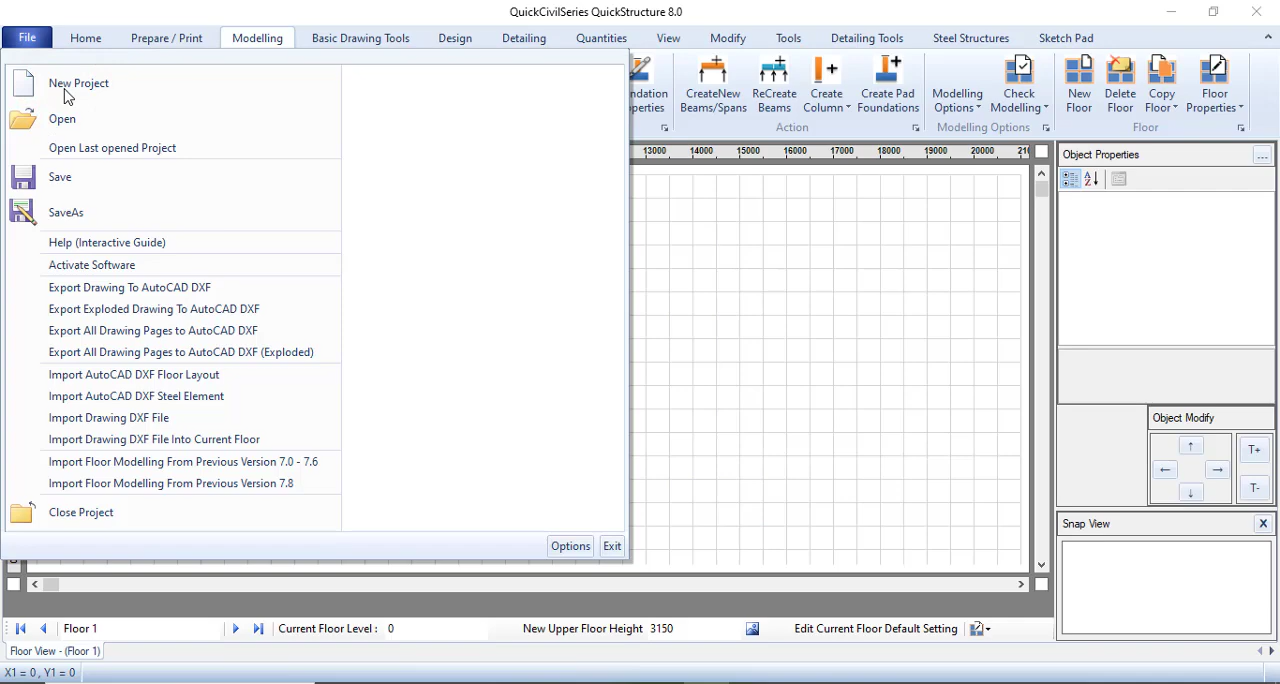 QuickCivilSeries QuickStructure 8.0
File Home Prepare / Print Modelling Basic Drawing Tools Design Detailing Quantities View Modify Tools Detailing Tools Steel Structures Sketch Pad
New Project
Open
Open Last opened Project
Save
SaveAs
Help (Interactive Guide)
Activate Software
Export Drawing To AutoCAD DXF
Export Exploded Drawing To AutoCAD DXF
Export All Drawing Pages to AutoCAD DXF
Export All Drawing Pages to AutoCAD DXF (Exploded)
Import AutoCAD DXF Floor Layout
Import AutoCAD DXF Steel Element
Import Drawing DXF File
Import Drawing DXF File Into Current Floor
Import Floor Modelling From Previous Version 7.0 - 7.6
Import Floor Modelling From Previous Version 7.8
Close Project
Options Exit
CreateNew Beams/Spans
ReCreate Beams
Create Column
Create Pad Foundations
Action
Modelling Options
Check Modelling
Modelling Options
New Floor
Delete Floor
Copy Floor
Floor Properties
Floor
13000 14000 15000 16000 17000 18000 19000 20000
Object Properties
...
Object Modify
T+
T-
Snap View
Floor 1 Current Floor Level : 0 New Upper Floor Height 3150 Edit Current Floor Default Setting
Floor View - (Floor 1)
X1 = 0 , Y1 = 0